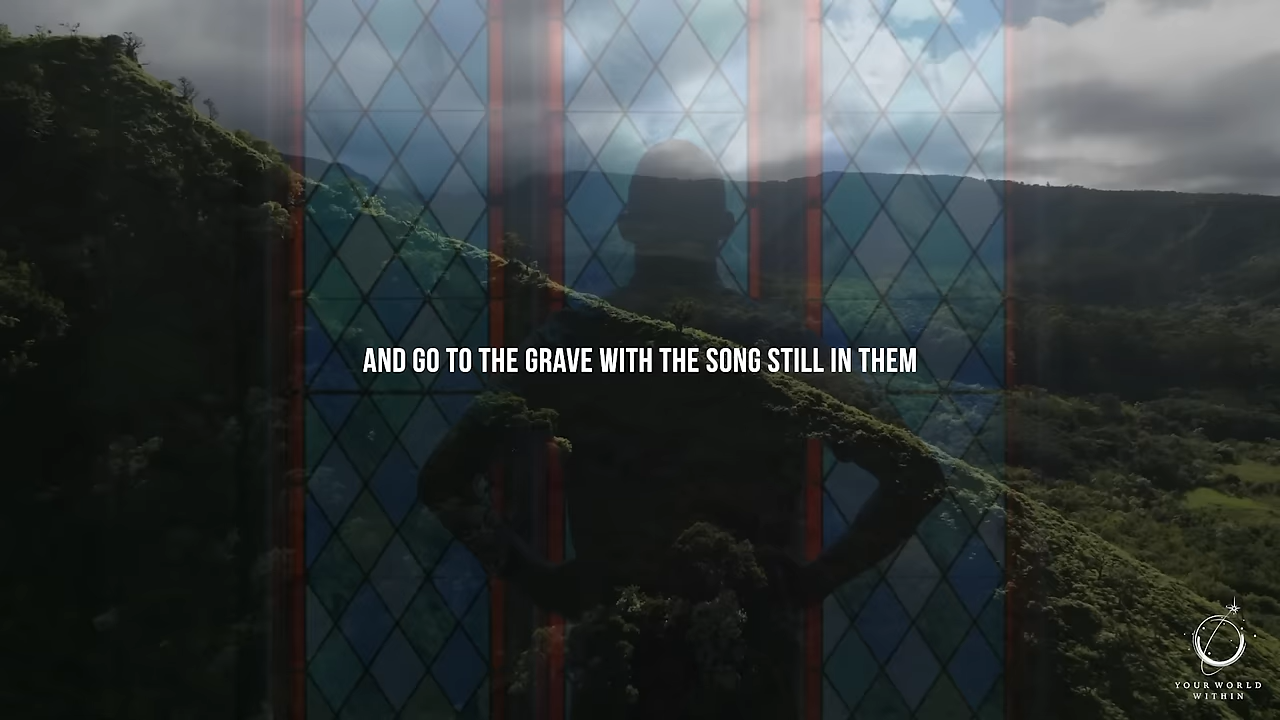 AND GO TO THE GRAVE WITH THE SONG STILL IN THEM
YOUR WORLD
WITHIN